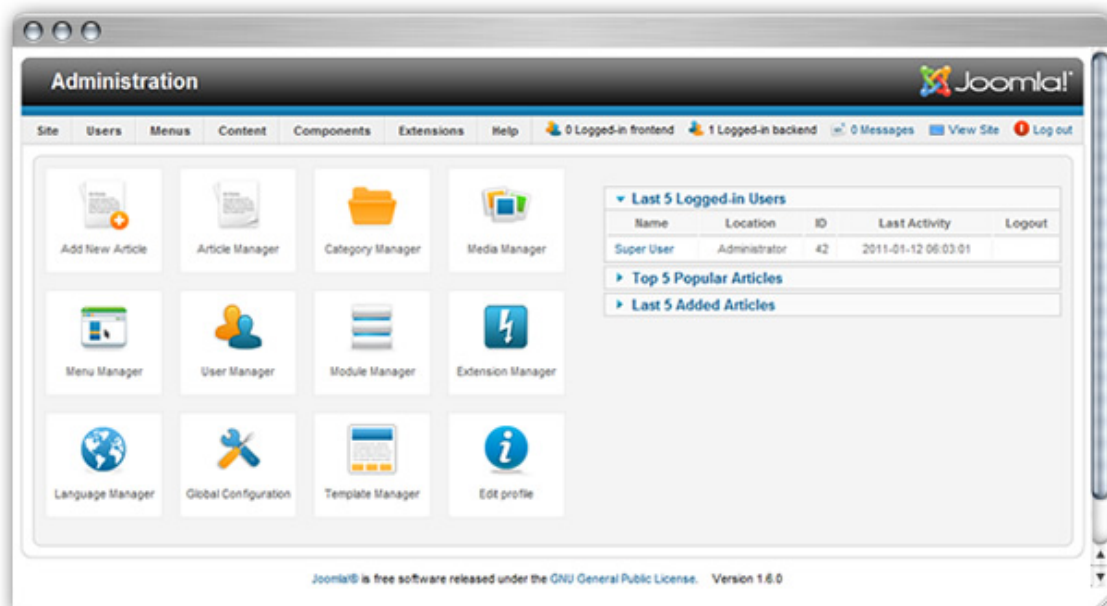 Administration
Joomla!
Site Users Menus Content Components Extensions Help 0 Logged-in frontend 1 Logged-in backend 0 Messages View Site Log out
Add New Article Article Manager Category Manager Media Manager
Menu Manager User Manager Module Manager Extension Manager
Language Manager Global Configuration Template Manager Edit profile
Last 5 Logged-in Users
Name Location ID Last Activity Logout
Super User Administrator 42 2011-01-12 06:03:01
Top 5 Popular Articles
Last 5 Added Articles
Joomla!® is free software released under the GNU General Public License. Version 1.6.0